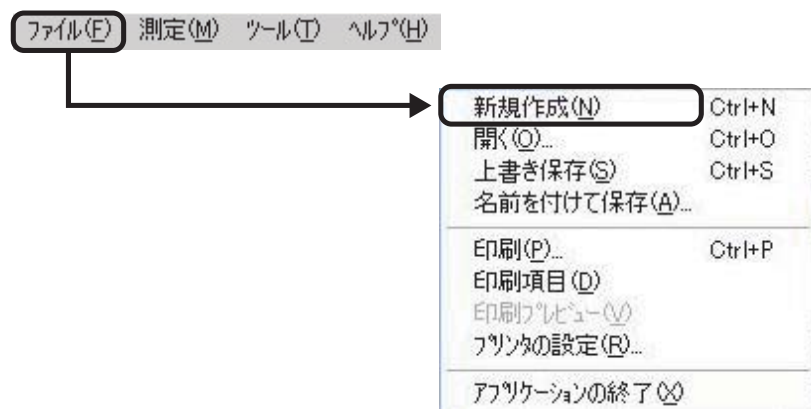 ﾌｧｲﾙ(F) 測定(M) ﾂｰﾙ(T) ﾍﾙﾌﾟ(H)
新規作成(N) Ctrl+N
開く(O)... Ctrl+O
上書き保存(S) Ctrl+S
名前を付けて保存(A)...
印刷(P)... Ctrl+P
印刷項目(D)
印刷ﾌﾟﾚﾋﾞｭｰ(V)
ﾌﾟﾘﾝﾀの設定(R)...
ｱﾌﾟﾘｹｰｼｮﾝの終了(X)